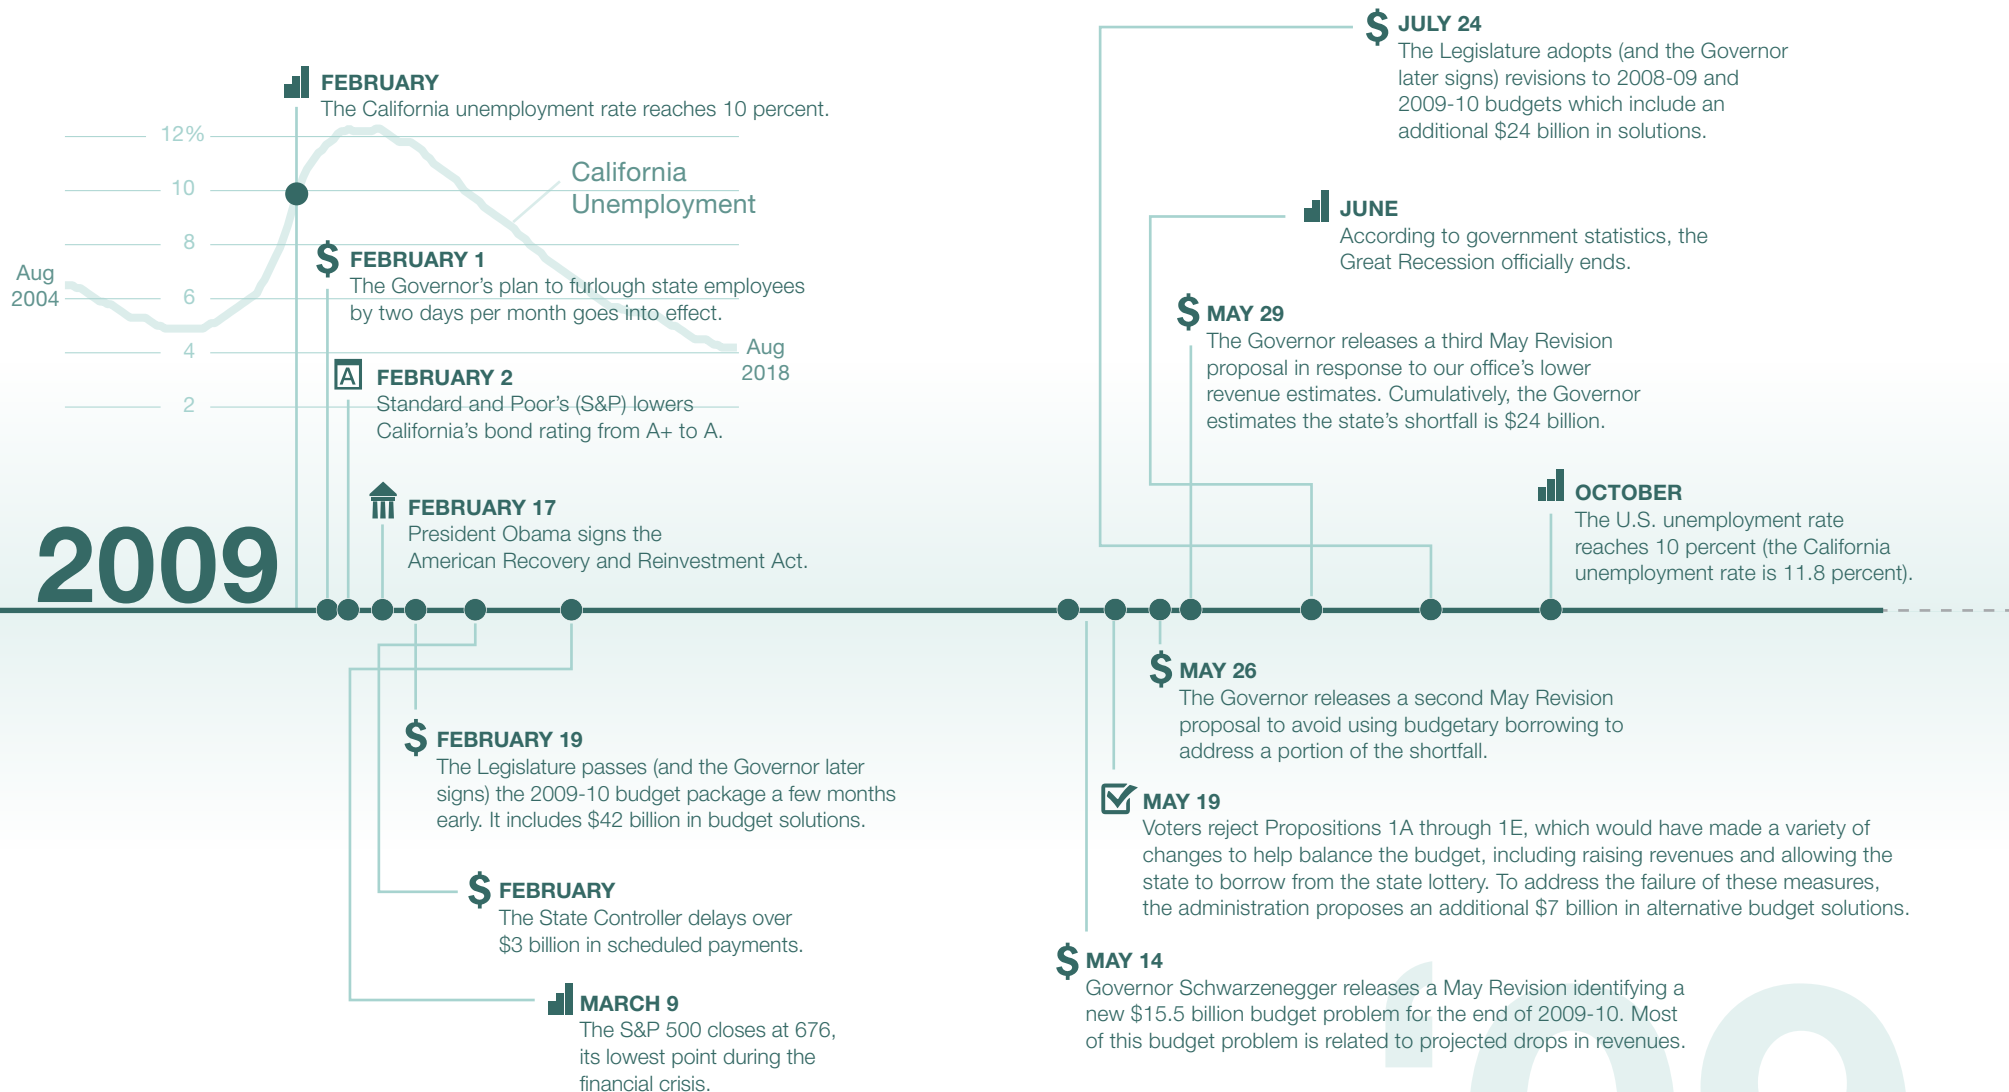 FEBRUARY
The California unemployment rate reaches 10 percent.
12%
10
8
6
4
2
Aug
2004
California
Unemployment
Aug
2018
$ FEBRUARY 1
The Governor’s plan to furlough state employees
by two days per month goes into effect.
A FEBRUARY 2
Standard and Poor’s (S&P) lowers
California’s bond rating from A+ to A.
FEBRUARY 17
President Obama signs the
American Recovery and Reinvestment Act.
2009
$ FEBRUARY 19
The Legislature passes (and the Governor later
signs) the 2009-10 budget package a few months
early. It includes $42 billion in budget solutions.
$ FEBRUARY
The State Controller delays over
$3 billion in scheduled payments.
MARCH 9
The S&P 500 closes at 676,
its lowest point during the
financial crisis.
$ JULY 24
The Legislature adopts (and the Governor
later signs) revisions to 2008-09 and
2009-10 budgets which include an
additional $24 billion in solutions.
JUNE
According to government statistics, the
Great Recession officially ends.
$ MAY 29
The Governor releases a third May Revision
proposal in response to our office’s lower
revenue estimates. Cumulatively, the Governor
estimates the state’s shortfall is $24 billion.
OCTOBER
The U.S. unemployment rate
reaches 10 percent (the California
unemployment rate is 11.8 percent).
$ MAY 26
The Governor releases a second May Revision
proposal to avoid using budgetary borrowing to
address a portion of the shortfall.
MAY 19
Voters reject Propositions 1A through 1E, which would have made a variety of
changes to help balance the budget, including raising revenues and allowing the
state to borrow from the state lottery. To address the failure of these measures,
the administration proposes an additional $7 billion in alternative budget solutions.
$ MAY 14
Governor Schwarzenegger releases a May Revision identifying a
new $15.5 billion budget problem for the end of 2009-10. Most
of this budget problem is related to projected drops in revenues.
‘09